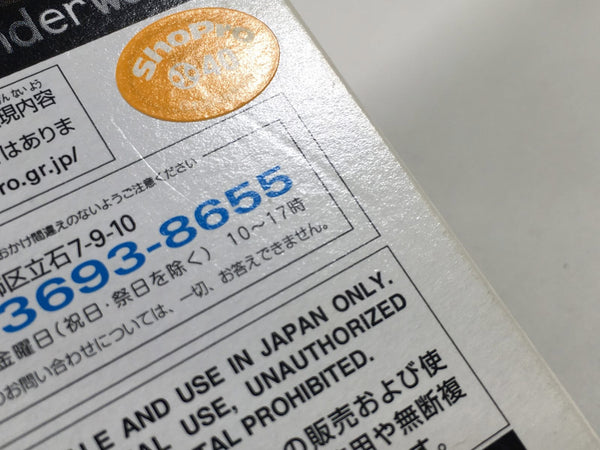 nderw
ShoPro
んないよう
現内容
はありま
ro.gr.jp/
おかけ間違えのないようご注意ください
区立石7-9-10
3693-8655
金曜日(祝日・祭日を除く) 10〜17時
のお問い合わせについては、一切、お答えできません。
LE AND USE IN JAPAN ONLY.
AL USE, UNAUTHORIZED
TAL PROHIBITED.
の販売および使
用や無断複
す。